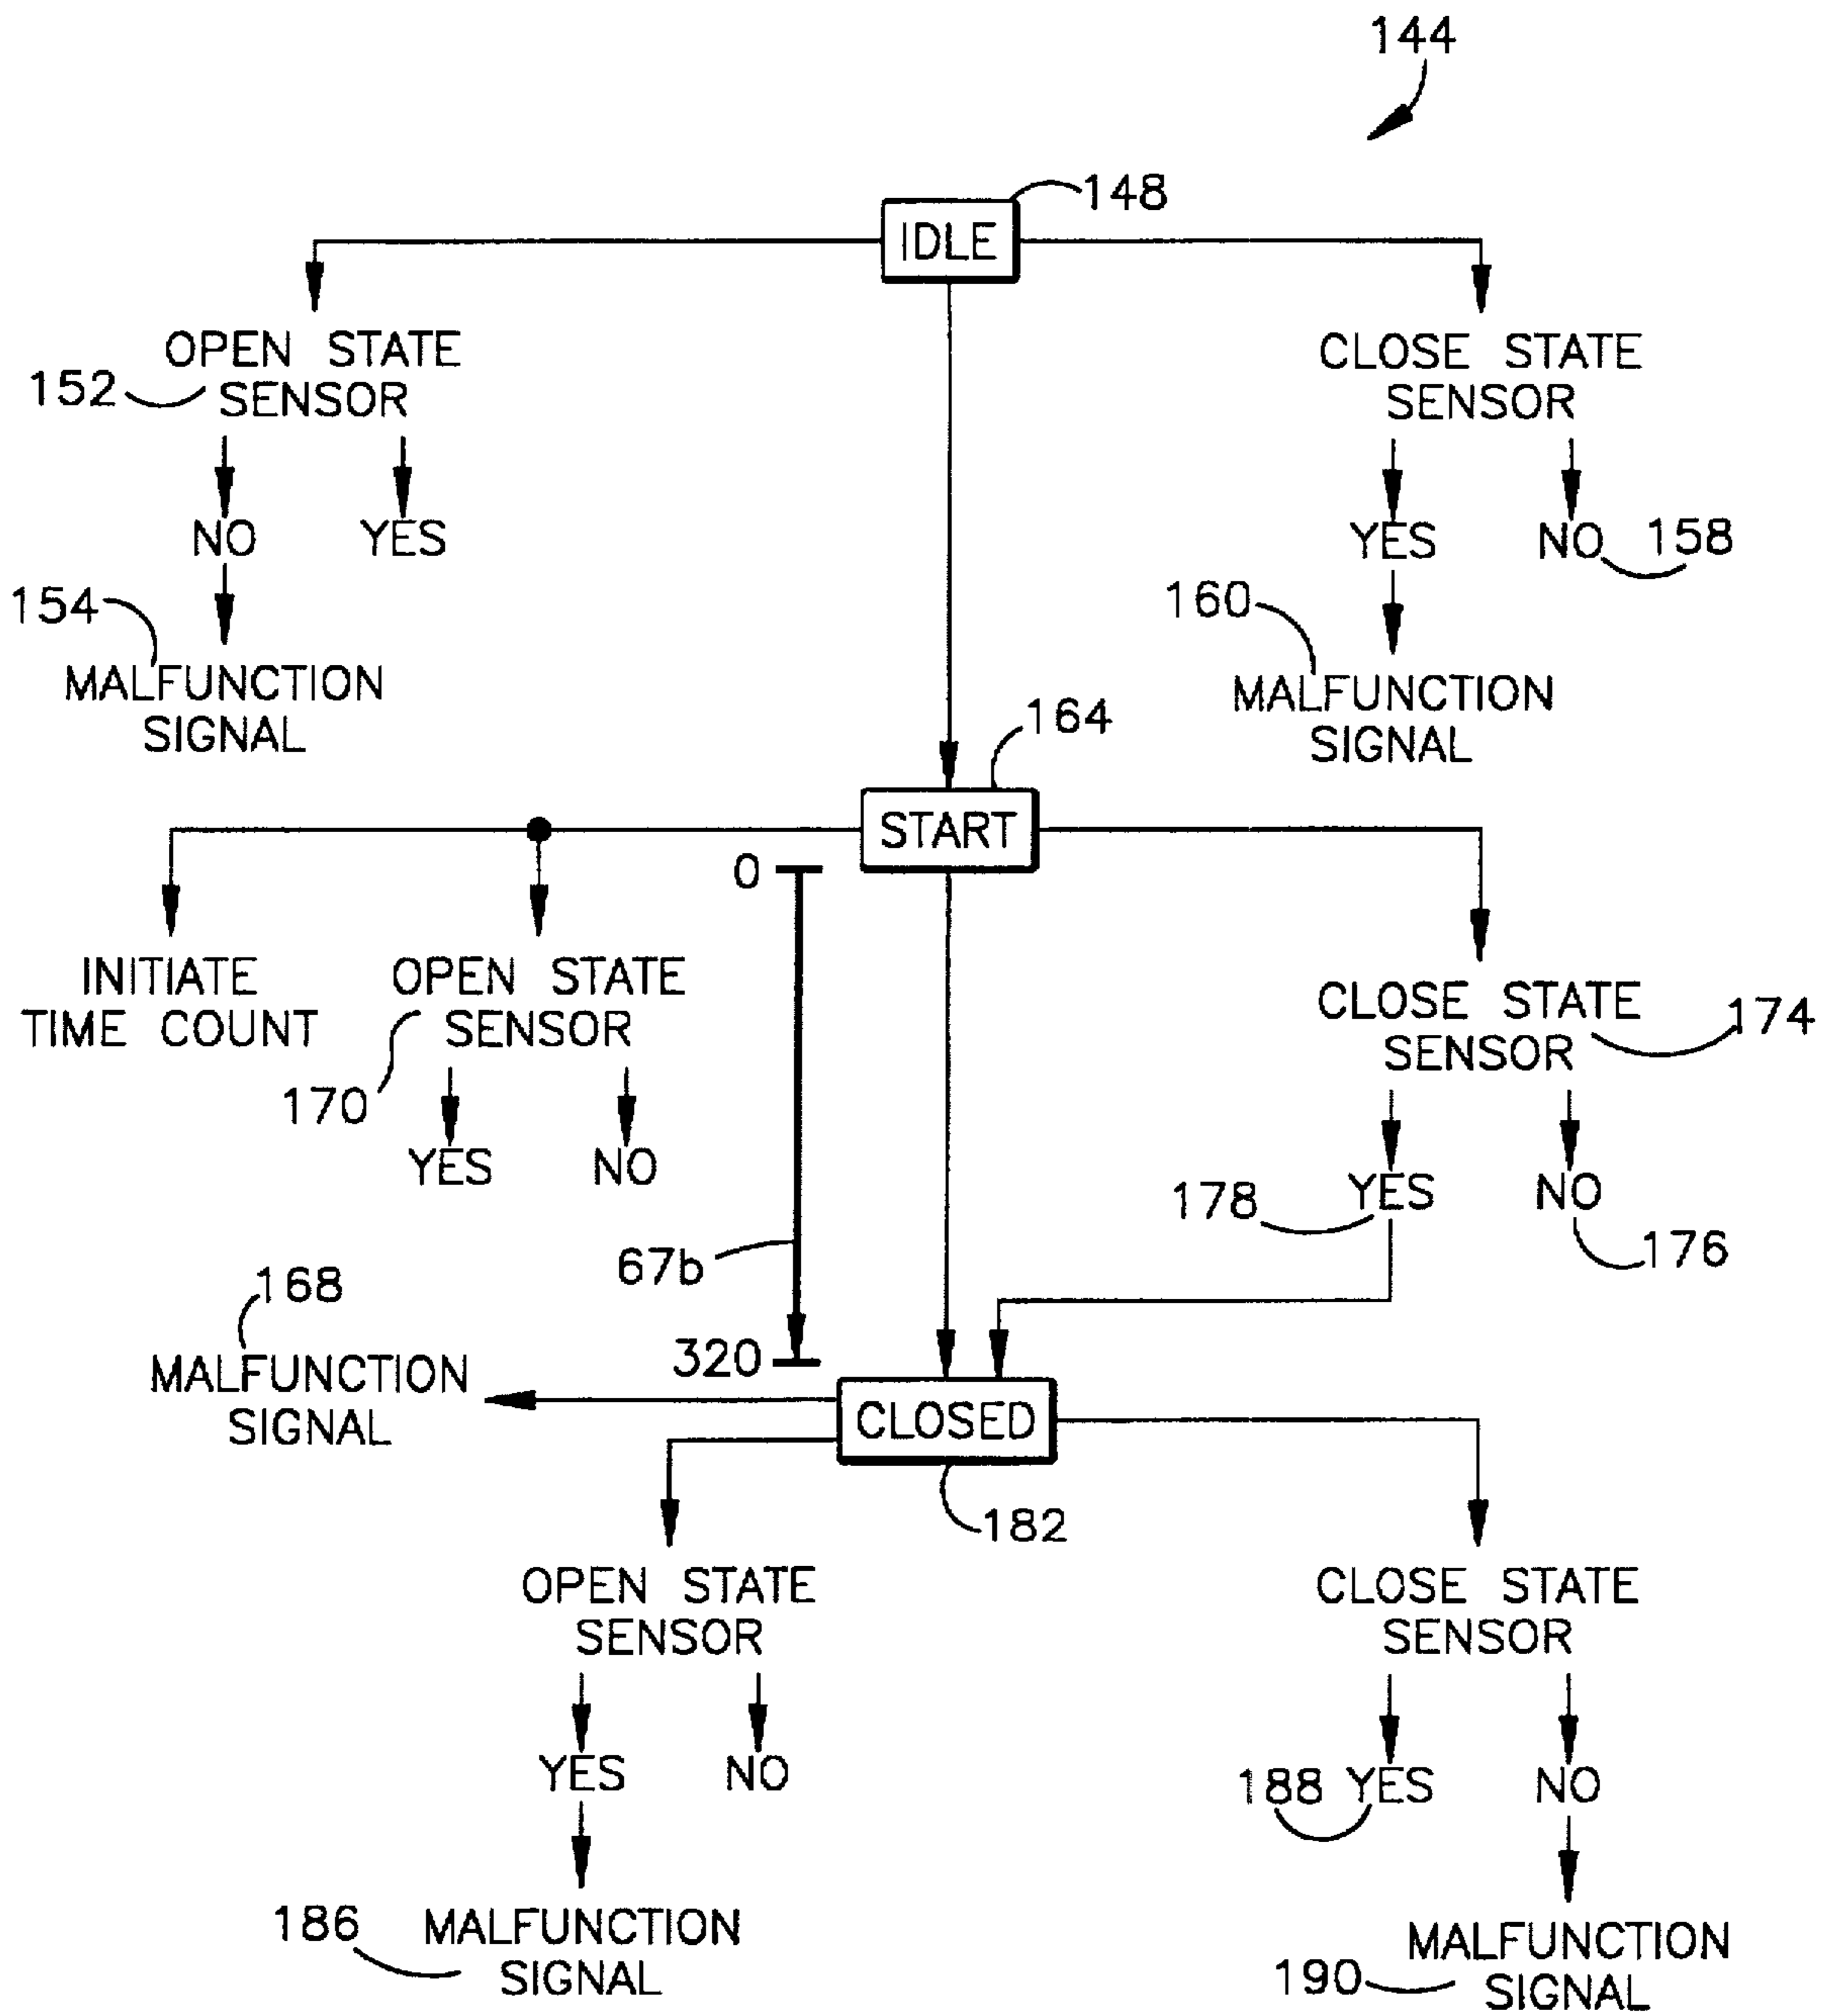 144
148
IDLE
OPEN STATE
SENSOR
152
CLOSE STATE
SENSOR
NO
YES
YES
NO
158
154
MALFUNCTION
SIGNAL
160
MALFUNCTION
SIGNAL
164
START
0
INITIATE
TIME COUNT
OPEN STATE
SENSOR
170
CLOSE STATE
SENSOR
174
YES
NO
178
YES
NO
176
67b
168
MALFUNCTION
SIGNAL
320
CLOSED
182
OPEN STATE
SENSOR
CLOSE STATE
SENSOR
YES
NO
188
YES
NO
186
MALFUNCTION
SIGNAL
190
MALFUNCTION
SIGNAL